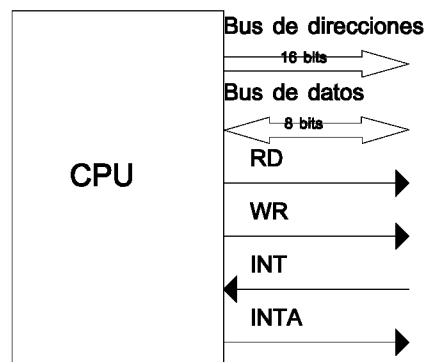 Bus de direcciones
16 bits
Bus de datos
8 bits
CPU
RD
WR
INT
INTA